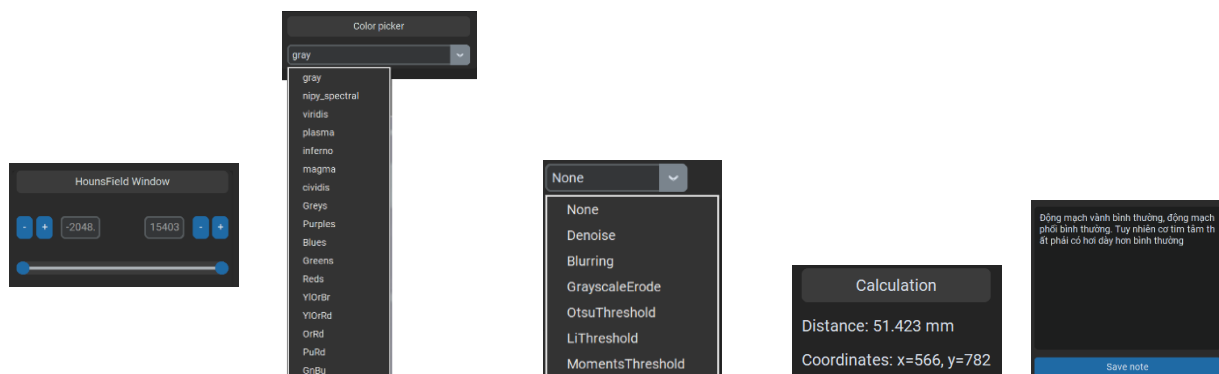 HounsField Window
-
+
-2048.
15403
-
+
Color picker
gray
gray
nipy_spectral
viridis
plasma
inferno
magma
cividis
Greys
Purples
Blues
Greens
Reds
YlOrBr
YlOrRd
OrRd
PuRd
GnBu
None
None
Denoise
Blurring
GrayscaleErode
OtsuThreshold
LiThreshold
MomentsThreshold
Calculation
Distance: 51.423 mm
Coordinates: x=566, y=782
Động mạch vành bình thường, động mạch
phổi bình thường. Tuy nhiên cơ tim tâm th
ất phải có hơi dày hơn bình thường
Save note